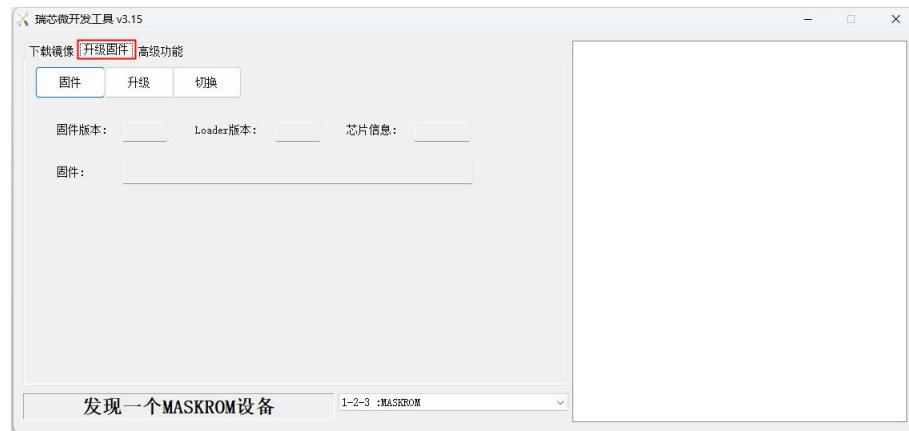 瑞芯微开发工具 v3.15
下载镜像 升级固件 高级功能
固件 升级 切换
固件版本: Loader版本: 芯片信息:
固件:
发现一个MASKROM设备 1-2-3 :MASKROM